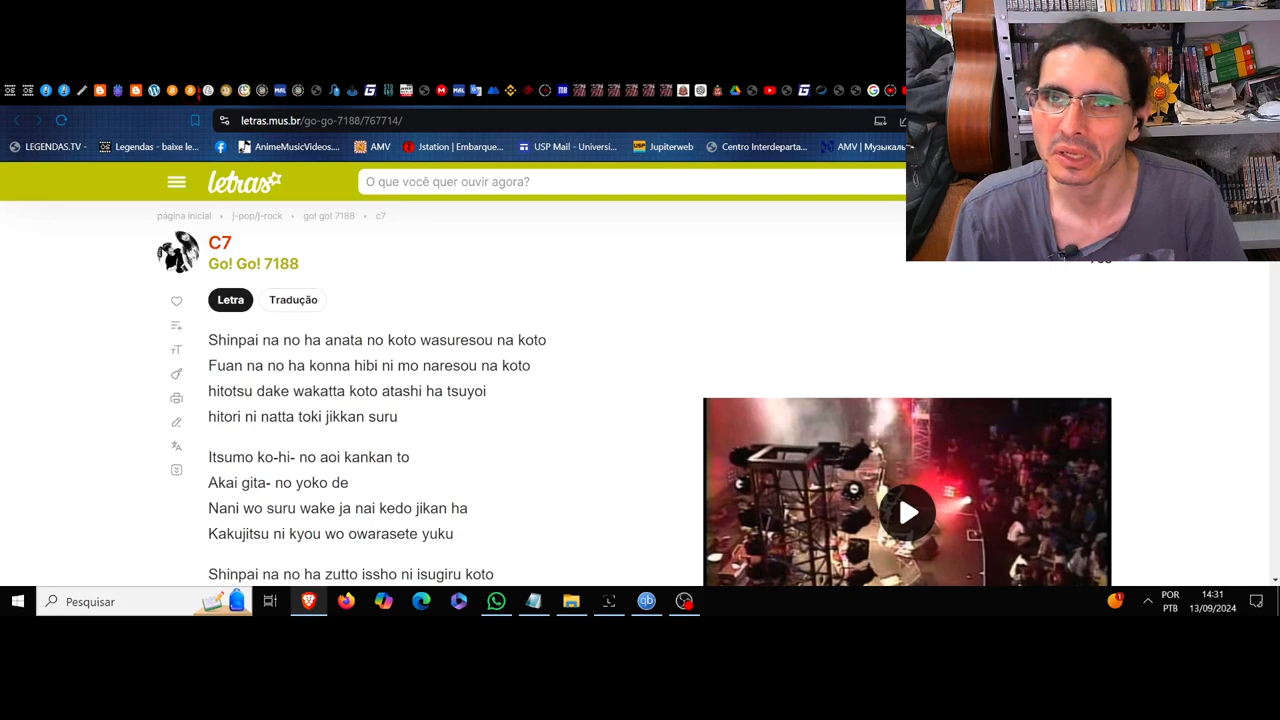 letras.mus.br/go-go-7188/767714/
LEGENDAS.TV -
Legendas - baixe le...
AnimeMusicVideos...
AMV
Jstation | Embarque...
USP Mail - Universi...
Jupiterweb
Centro Interdeparta...
AMV | Музыкаль
letras
O que você quer ouvir agora?
página inicial
j-pop/j-rock
go! go! 7188
c7
C7
Go! Go! 7188
Letra
Tradução
Shinpai na no ha anata no koto wasuresou na koto
Fuan na no ha konna hibi ni mo naresou na koto
hitotsu dake wakatta koto atashi ha tsuyoi
hitori ni natta toki jikkan suru
Itsumo ko-hi- no aoi kankan to
Akai gita- no yoko de
Nani wo suru wake ja nai kedo jikan ha
Kakujitsu ni kyou wo owarasete yuku
Shinpai na no ha zutto issho ni isugiru koto
Pesquisar
POR
PTB
14:31
13/09/2024